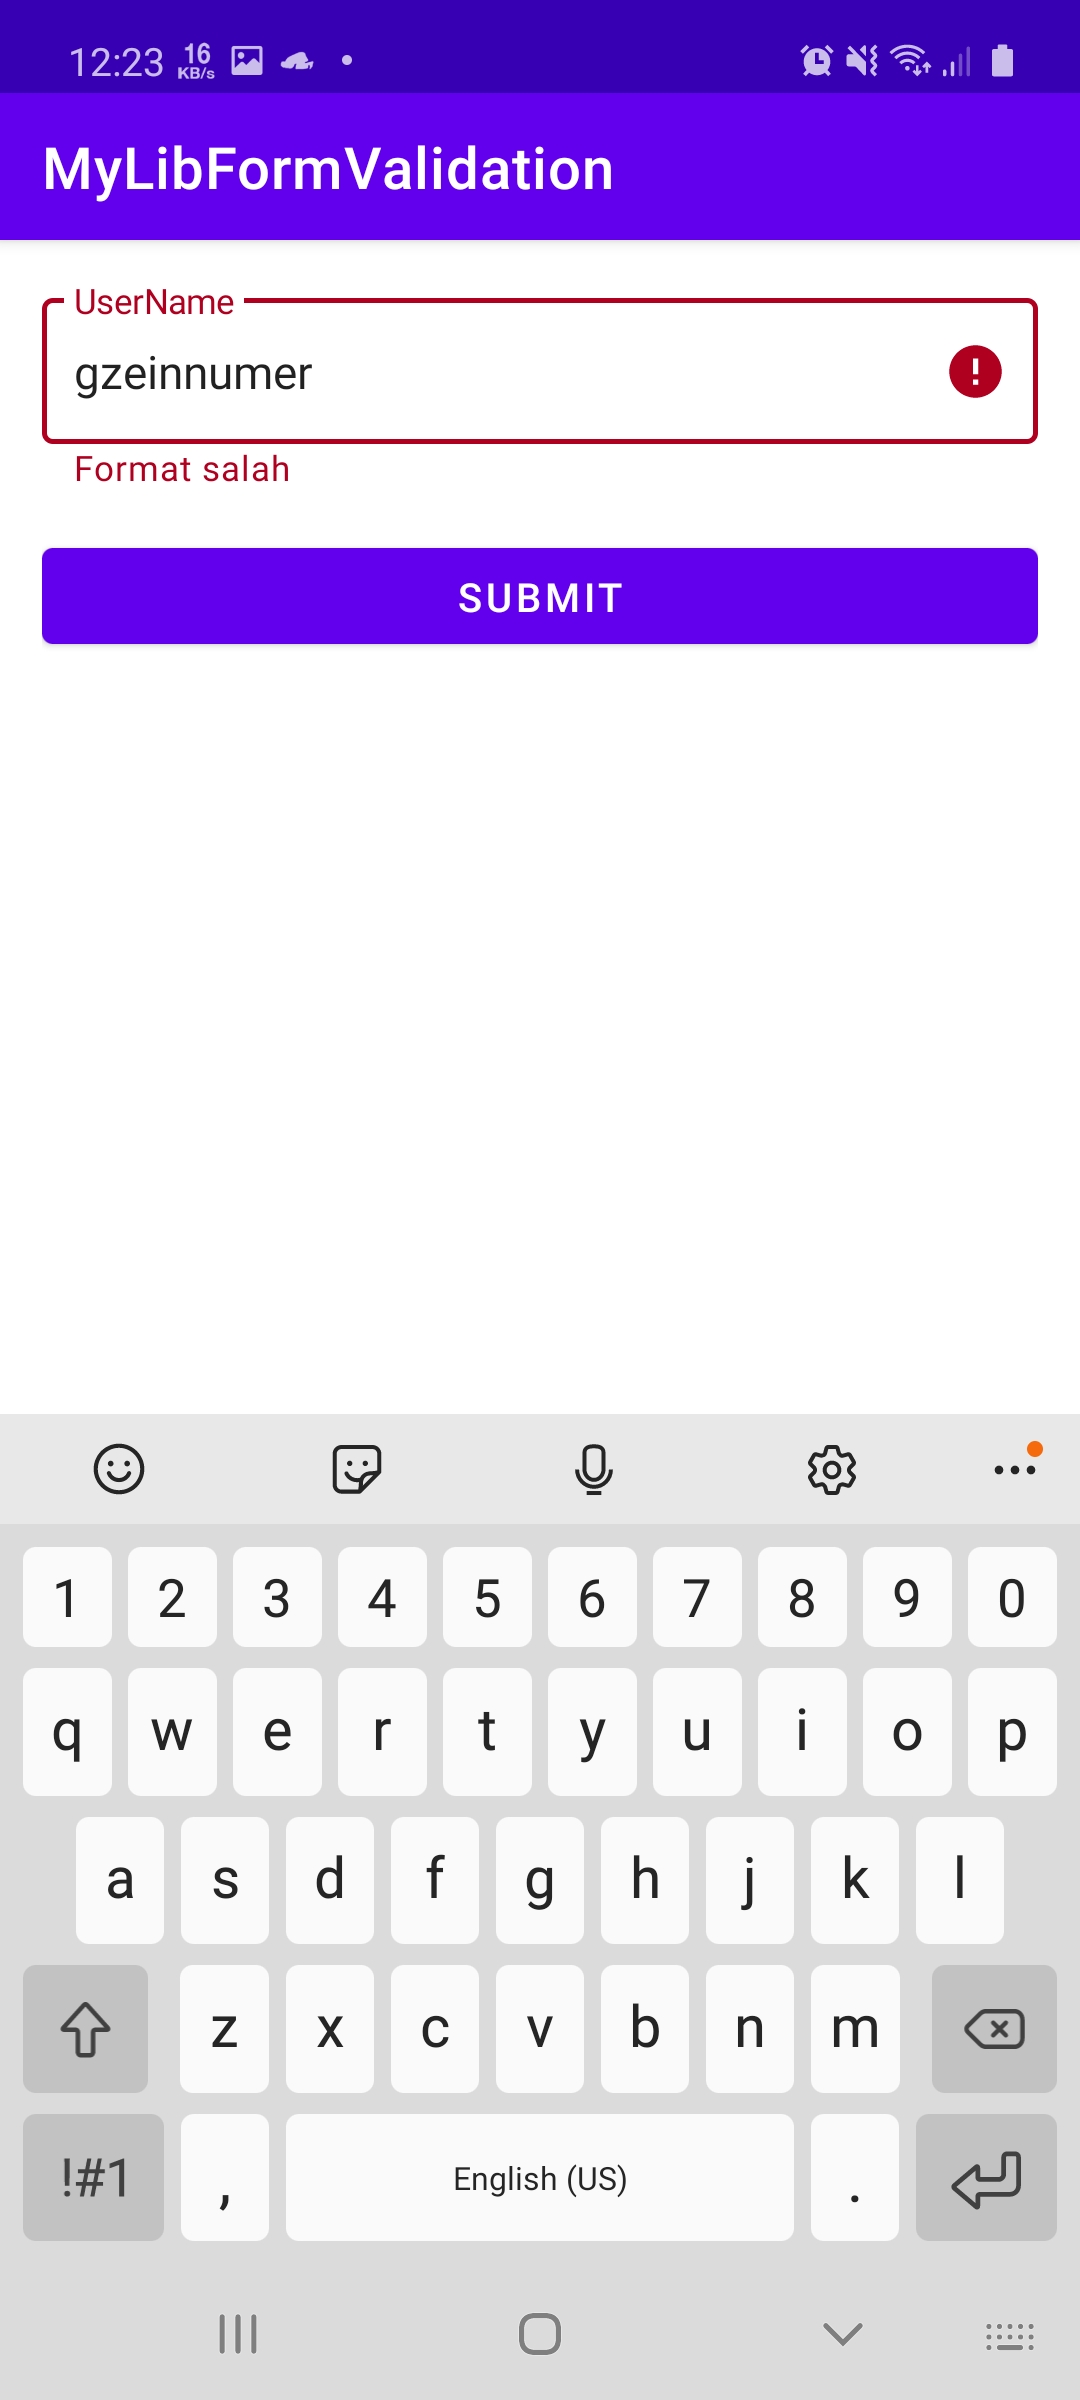 12:23 16 KB/s
MyLibFormValidation
UserName
gzeinnumer
Format salah
SUBMIT
1 2 3 4 5 6 7 8 9 0
q w e r t y u i o p
a s d f g h j k l
z x c v b n m
!#1 , English (US) .